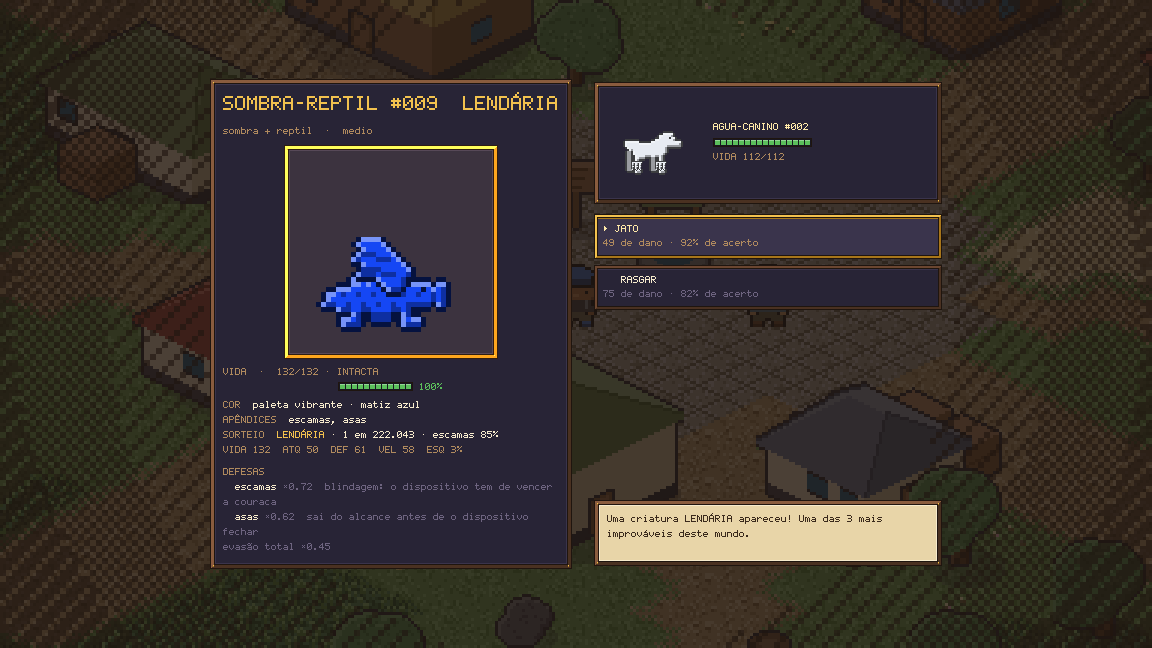 SOMBRA-REPTIL #009 LENDÁRIA
sombra + reptil · medio
VIDA · 132/132 · INTACTA
100%
COR paleta vibrante · matiz azul
APÊNDICES escamas, asas
SORTEIO LENDÁRIA · 1 em 222.043 · escamas 85%
VIDA 132 ATQ 50 DEF 61 VEL 58 ESQ 3%
DEFESAS
escamas ×0.72 blindagem: o dispositivo tem de vencer
a couraca
asas ×0.62 sai do alcance antes de o dispositivo
fechar
evasão total ×0.45
AGUA-CANINO #002
VIDA 112/112
JATO
49 de dano · 92% de acerto
RASGAR
75 de dano · 82% de acerto
Uma criatura LENDÁRIA apareceu! Uma das 3 mais
improváveis deste mundo.